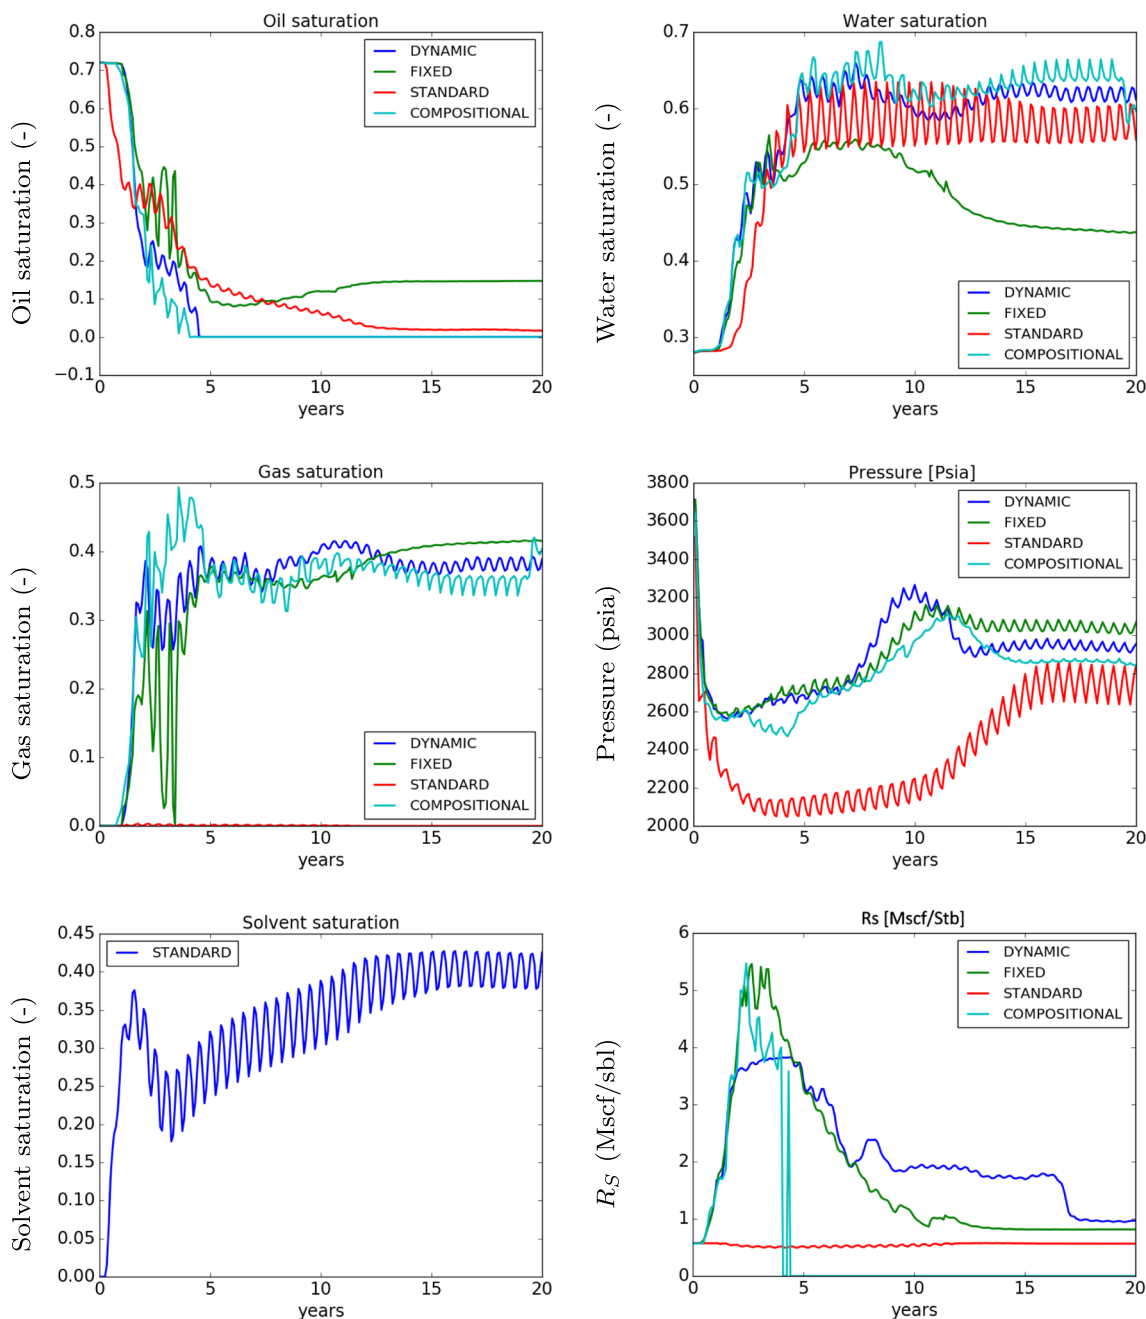 Oil saturation
Oil saturation (-)
0.8
0.7
0.6
0.5
0.4
0.3
0.2
0.1
0.0
−0.1
0
5
10
15
20
years
DYNAMIC
FIXED
STANDARD
COMPOSITIONAL
Water saturation
Water saturation (-)
0.7
0.6
0.5
0.4
0.3
0
5
10
15
20
years
DYNAMIC
FIXED
STANDARD
COMPOSITIONAL
Gas saturation
Gas saturation (-)
0.5
0.4
0.3
0.2
0.1
0.0
0
5
10
15
20
years
DYNAMIC
FIXED
STANDARD
COMPOSITIONAL
Pressure [Psia]
Pressure (psia)
3800
3600
3400
3200
3000
2800
2600
2400
2200
2000
0
5
10
15
20
years
DYNAMIC
FIXED
STANDARD
COMPOSITIONAL
Solvent saturation
Solvent saturation (-)
0.45
0.40
0.35
0.30
0.25
0.20
0.15
0.10
0.05
0.00
0
5
10
15
20
years
STANDARD
Rs [Mscf/Stb]
R_S (Mscf/sbl)
6
5
4
3
2
1
0
0
5
10
15
20
years
DYNAMIC
FIXED
STANDARD
COMPOSITIONAL